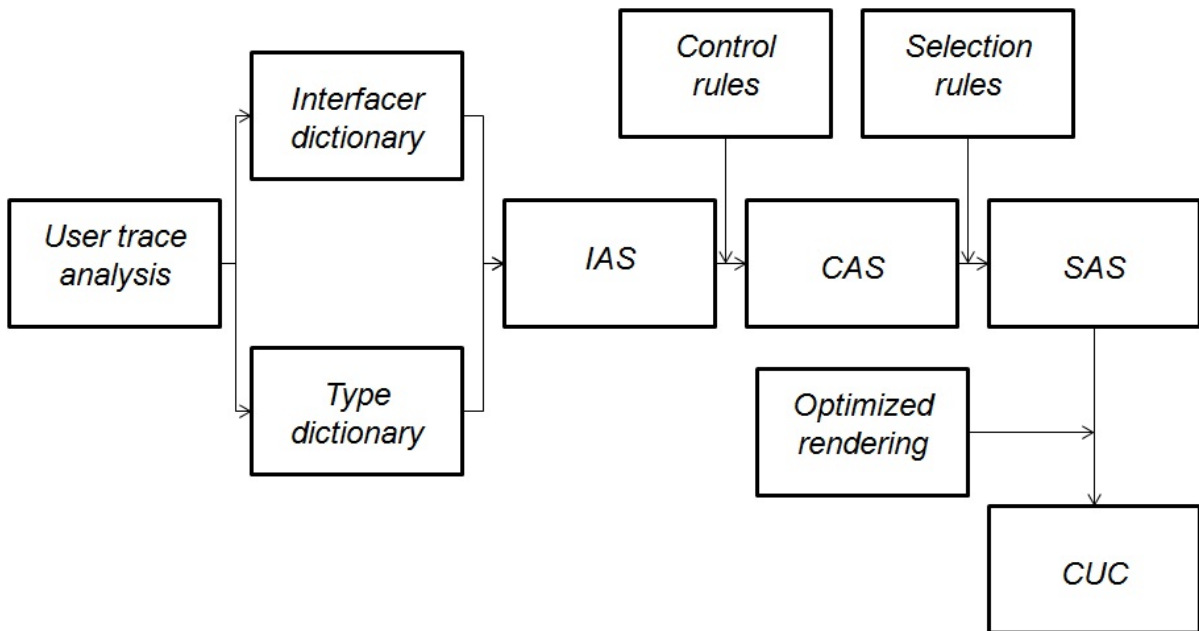 Control
rules
Selection
rules
Interfacer
dictionary
User trace
analysis
IAS
CAS
SAS
Type
dictionary
Optimized
rendering
CUC